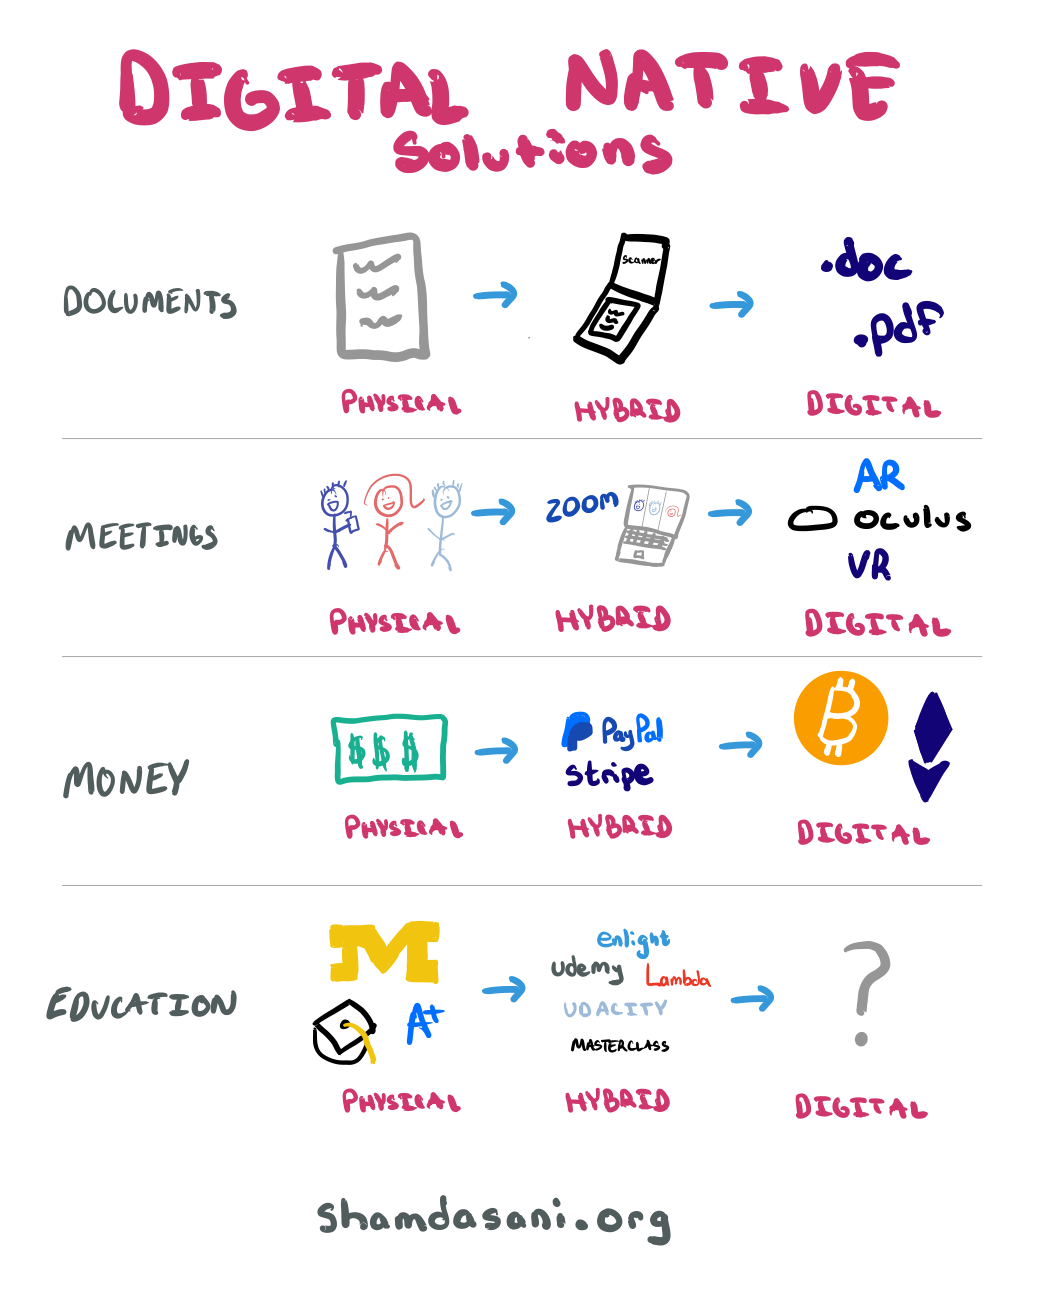 DIGITAL NATIVE
Solutions
DOCUMENTS
Scanner
.doc
.pdf
PHYSICAL
HYBRID
DIGITAL
MEETINGS
zoom
AR
oculus
VR
PHYSICAL
HYBRID
DIGITAL
MONEY
$ $ $
PayPal
stripe
B
PHYSICAL
HYBRID
DIGITAL
EDUCATION
M
A+
enlight
udemy
Lambda
UDACITY
MASTERCLASS
?
PHYSICAL
HYBRID
DIGITAL
shamdasani.org